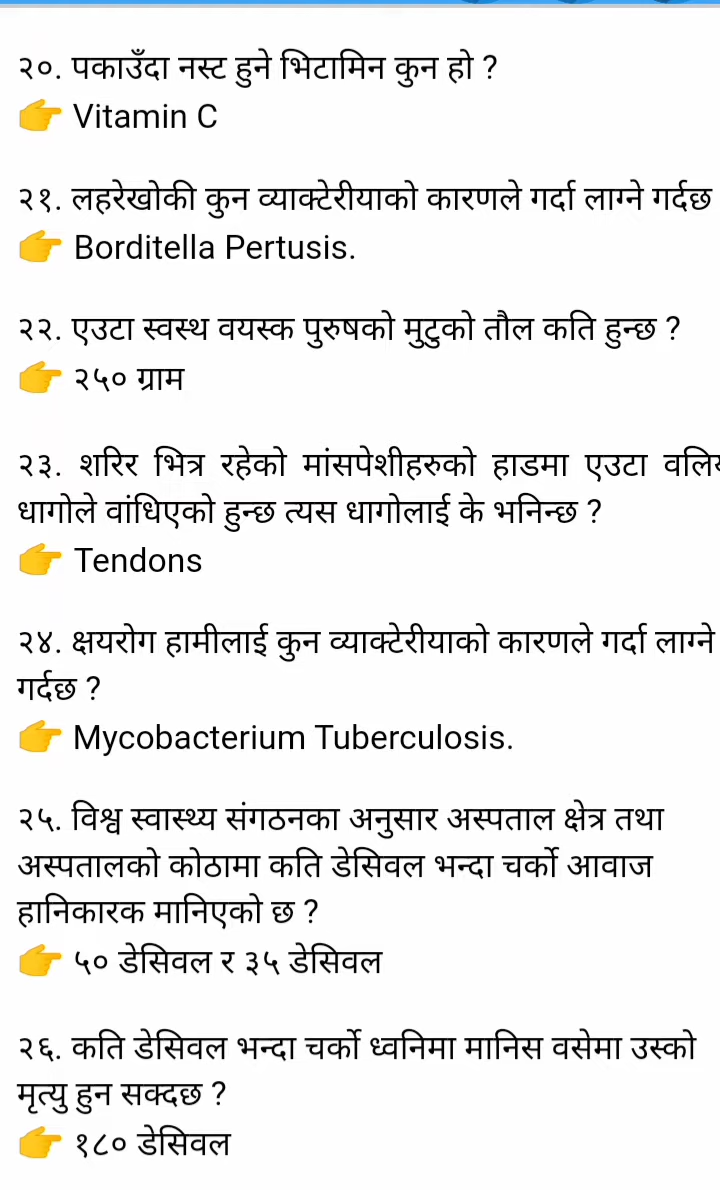 २०. पकाउँदा नस्ट हुने भिटामिन कुन हो ?
👉 Vitamin C
२१. लहरेखोकी कुन व्याक्टेरीयाको कारणले गर्दा लाग्ने गर्दछ
👉 Borditella Pertusis.
२२. एउटा स्वस्थ वयस्क पुरुषको मुटुको तौल कति हुन्छ ?
👉 २५० ग्राम
२३. शरिर भित्र रहेको मांसपेशीहरुको हाडमा एउटा
धागोले वांधिएको हुन्छ त्यस धागोलाई के भनिन्छ ?
👉 Tendons
२४. क्षयरोग हामीलाई कुन व्याक्टेरीयाको कारणले गर्दा लाग्ने
गर्दछ ?
👉 Mycobacterium Tuberculosis.
२५. विश्व स्वास्थ्य संगठनका अनुसार अस्पताल क्षेत्र तथा
अस्पतालको कोठामा कति डेसिवल भन्दा चर्को आवाज
हानिकारक मानिएको छ ?
👉 ५० डेसिवल र ३५ डेसिवल
२६. कति डेसिवल भन्दा चर्को ध्वनिमा मानिस वसेमा उस्को
मृत्यु हुन सक्दछ ?
👉 १८० डेसिवल